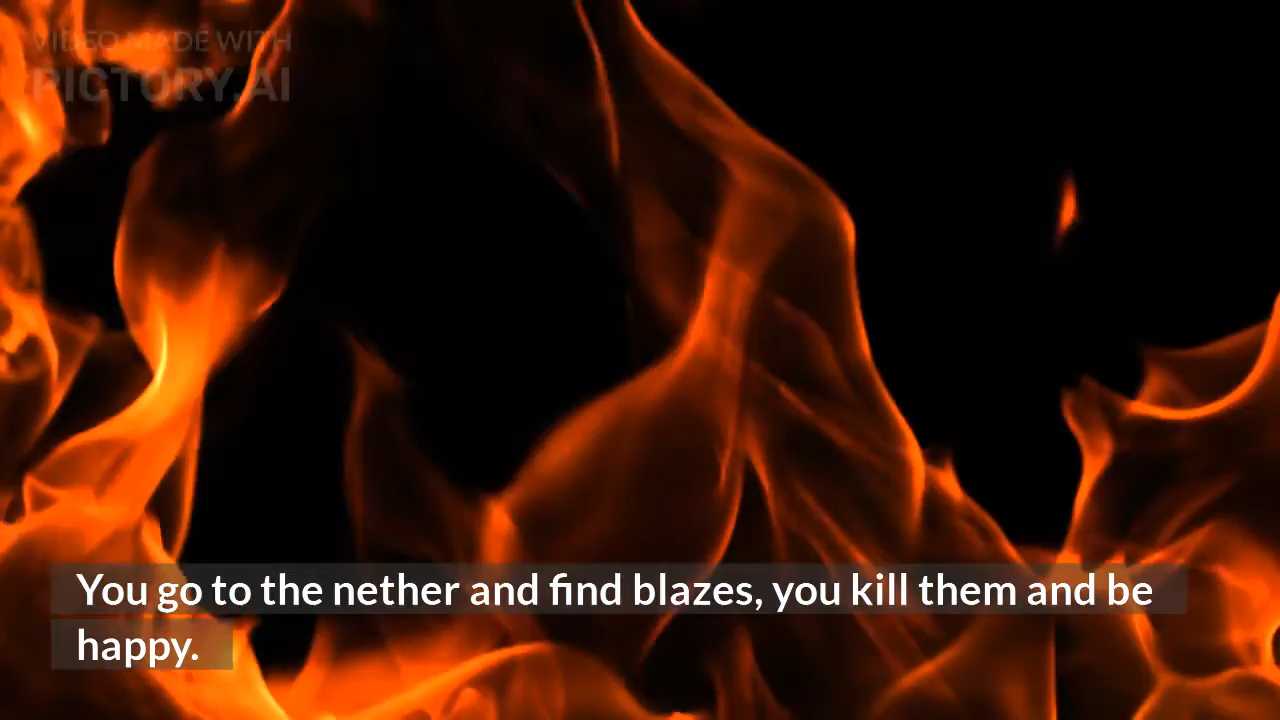 VIDEO MADE WITH
PICTORY.AI
You go to the nether and find blazes, you kill them and be
happy.